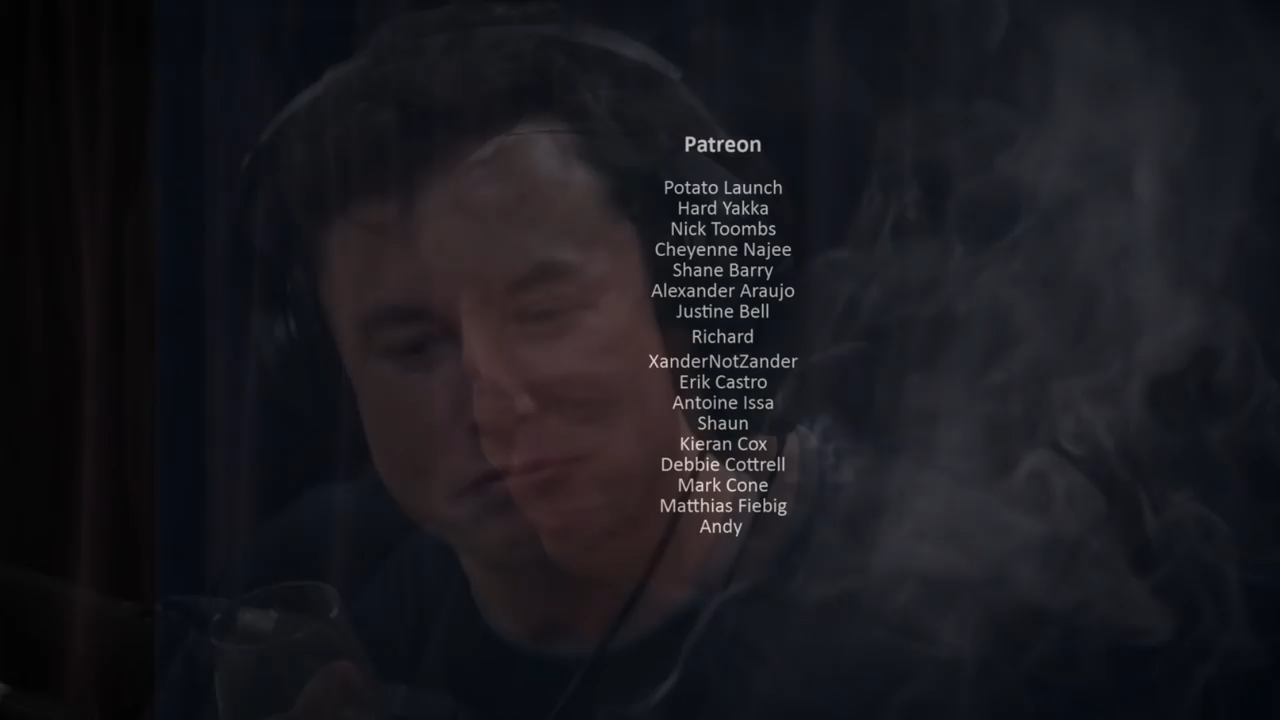 Patreon
Potato Launch
Hard Yakka
Nick Toombs
Cheyenne Najee
Shane Barry
Alexander Araujo
Justine Bell
Richard
XanderNotZander
Erik Castro
Antoine Issa
Shaun
Kieran Cox
Debbie Cottrell
Mark Cone
Matthias Fiebig
Andy